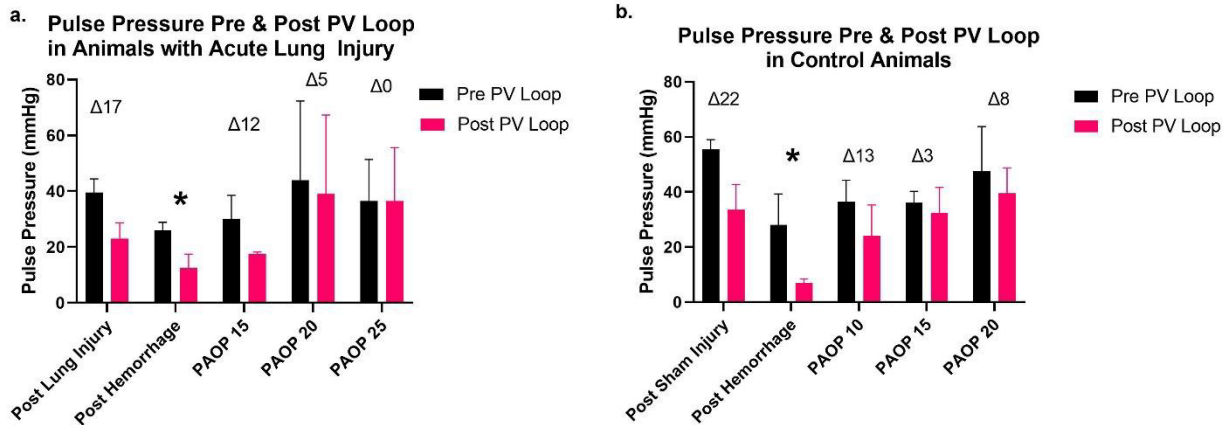 a.
Pulse Pressure Pre & Post PV Loop
in Animals with Acute Lung Injury
Pulse Pressure (mmHg)
80
60
40
20
0
Δ17
*
Δ12
Δ5
Δ0
Pre PV Loop
Post PV Loop
Post Lung Injury
Post Hemorrhage
PAOP 15
PAOP 20
PAOP 25
b.
Pulse Pressure Pre & Post PV Loop
in Control Animals
Pulse Pressure (mmHg)
80
60
40
20
0
Δ22
*
Δ13
Δ3
Δ8
Pre PV Loop
Post PV Loop
Post Sham Injury
Post Hemorrhage
PAOP 10
PAOP 15
PAOP 20